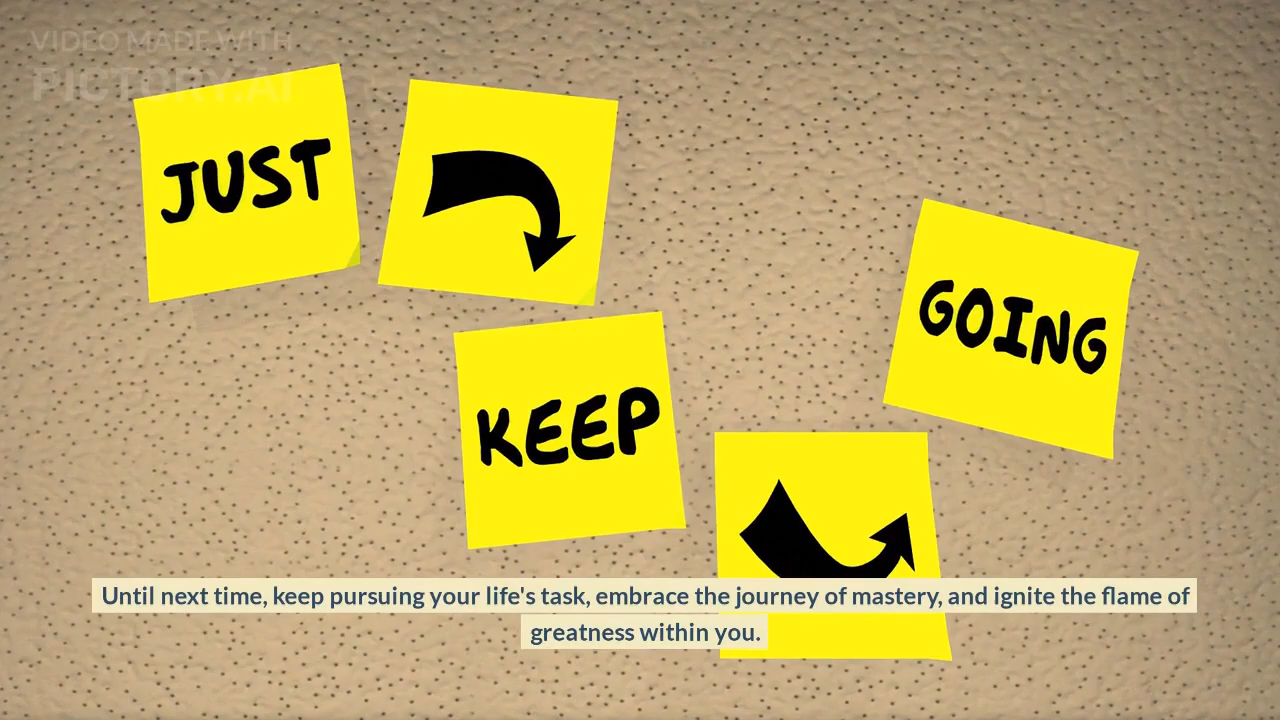 VIDEO MADE WITH
PICTORY.AI
JUST
KEEP
GOING
Until next time, keep pursuing your life's task, embrace the journey of mastery, and ignite the flame of
greatness within you.